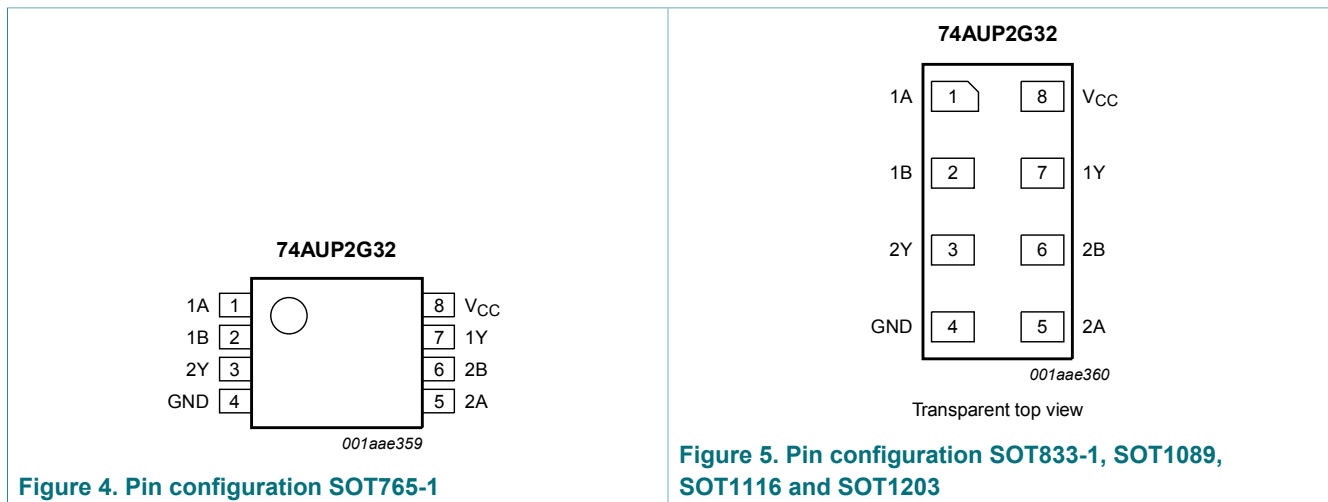 74AUP2G32
1A 1 8 VCC
1B 2 7 1Y
2Y 3 6 2B
GND 4 5 2A
001aae359
Figure 4. Pin configuration SOT765-1
74AUP2G32
1A 1 8 VCC
1B 2 7 1Y
2Y 3 6 2B
GND 4 5 2A
001aae360
Transparent top view
Figure 5. Pin configuration SOT833-1, SOT1089,
SOT1116 and SOT1203